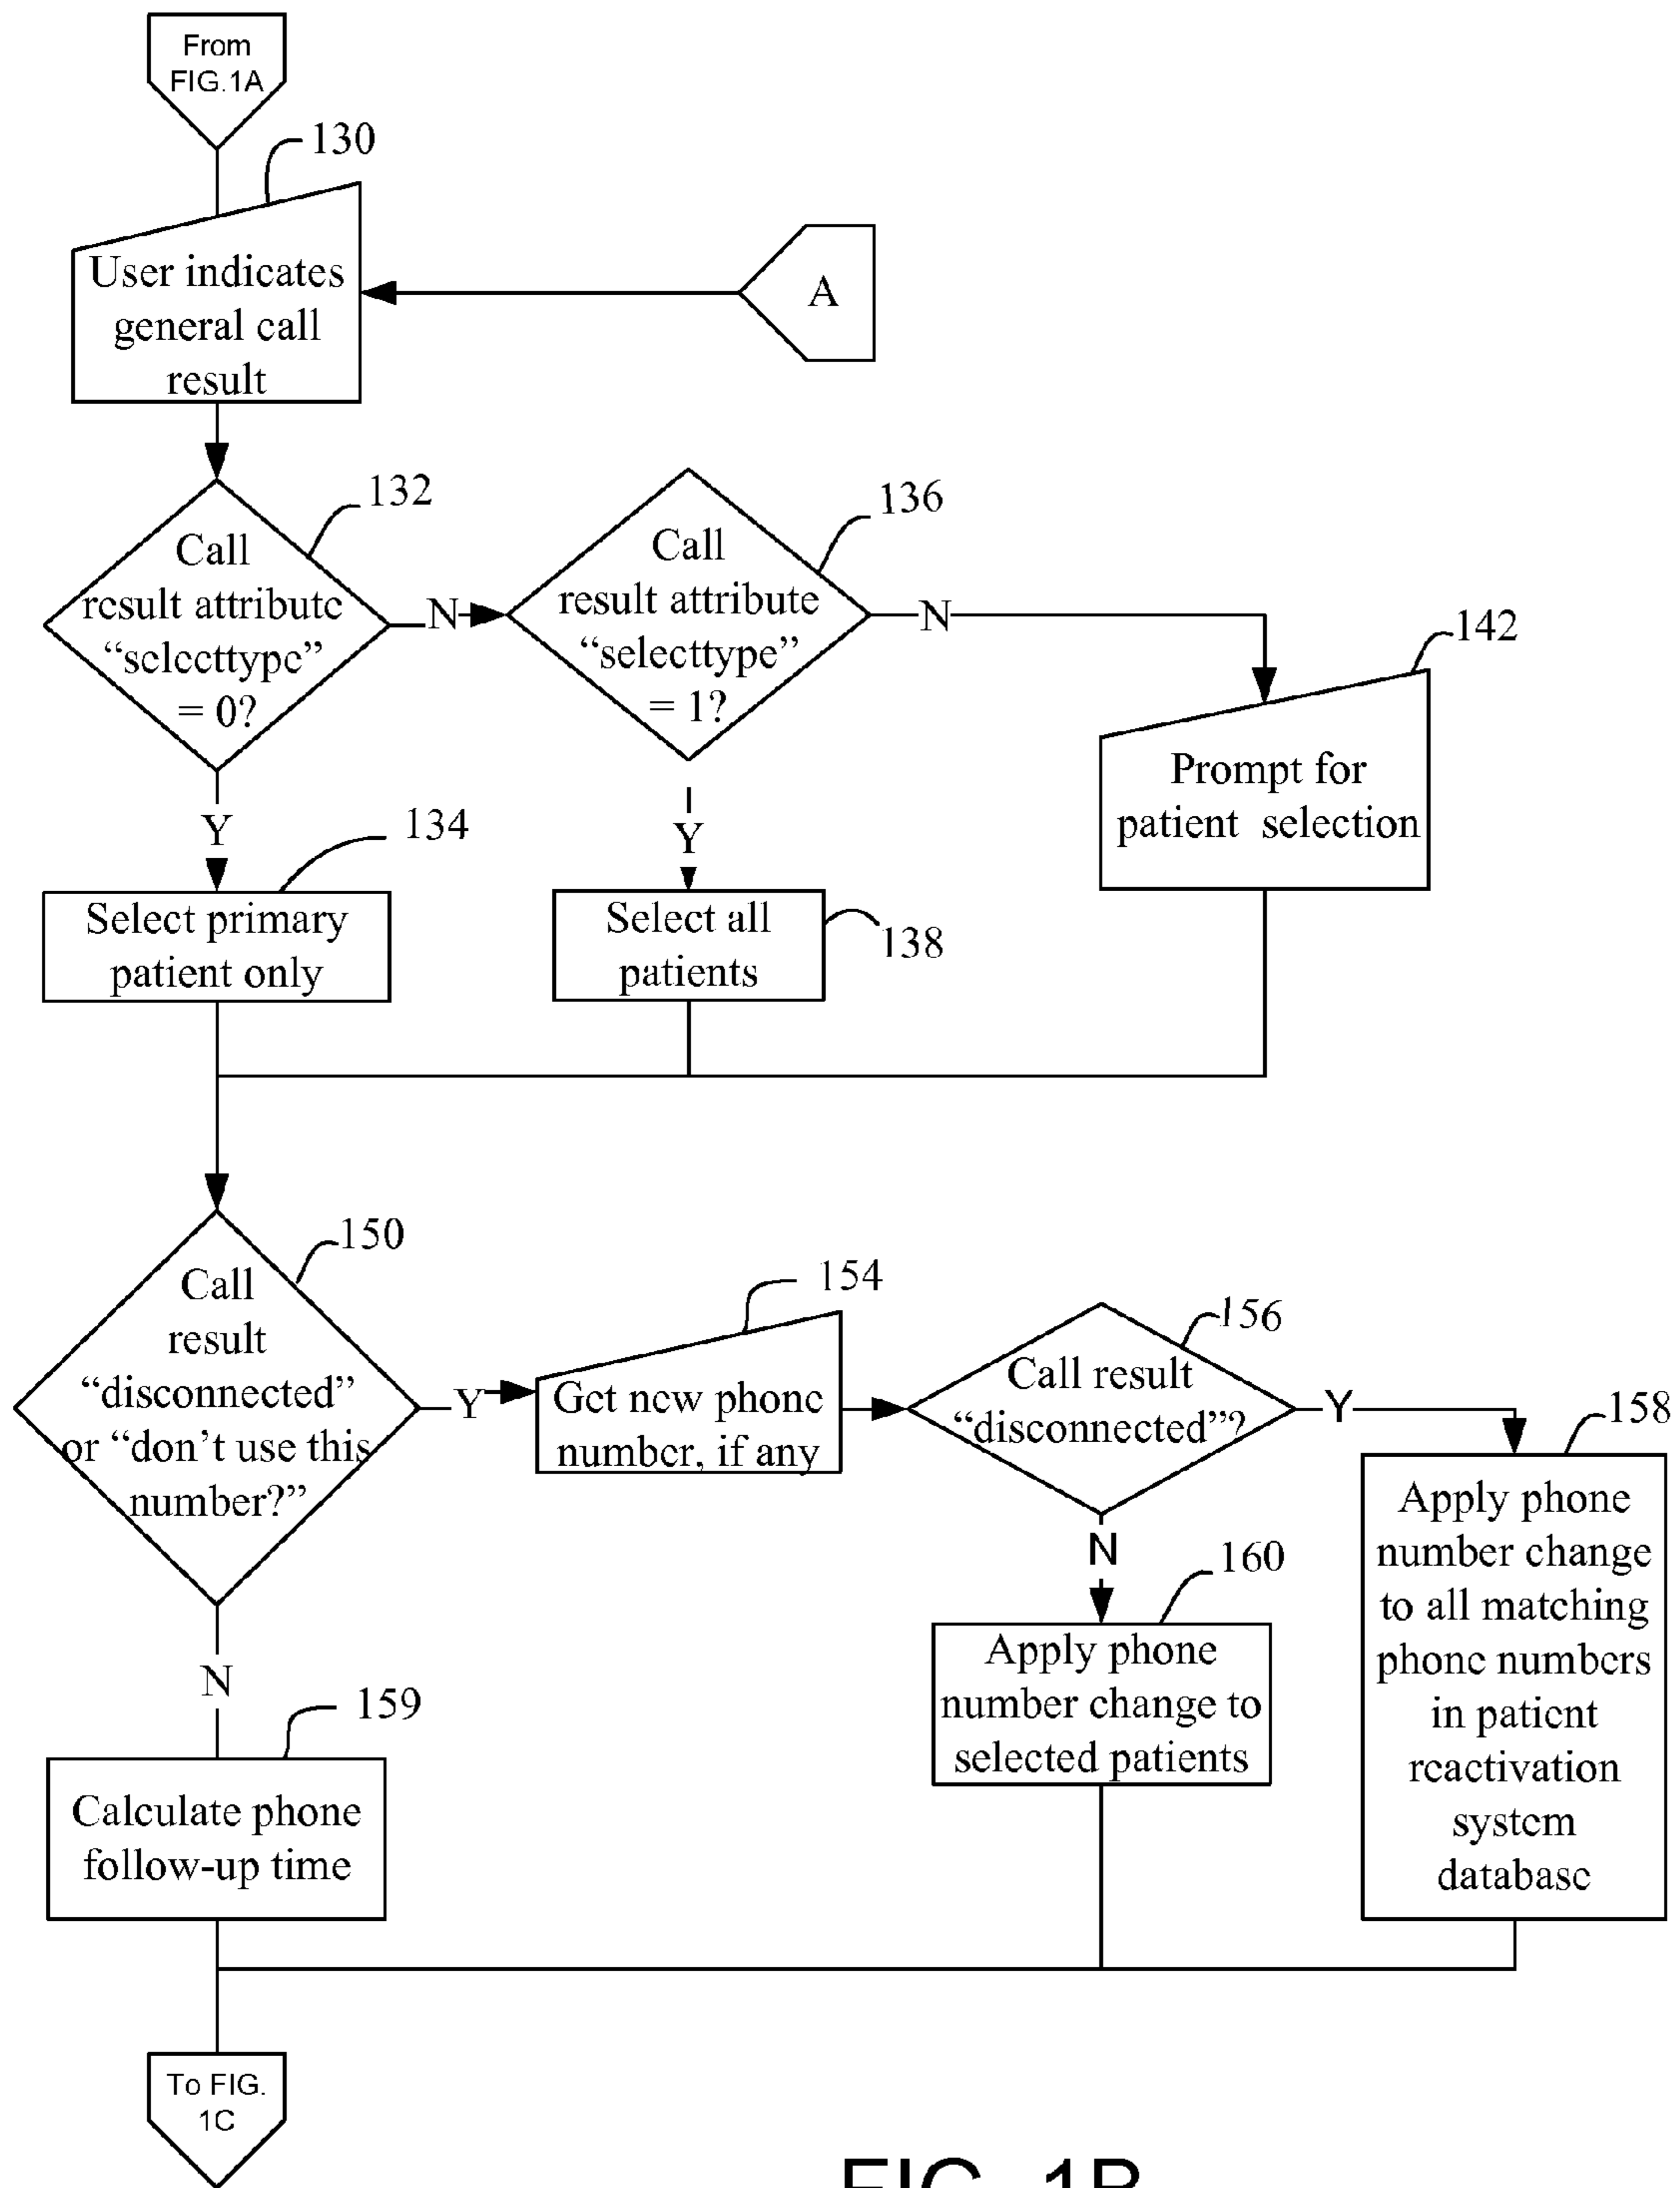 From
FIG.1A
130
User indicates
general call
result
A
132
Call
result attribute
“selecttype”
= 0?
N
136
Call
result attribute
“selecttype”
= 1?
N
142
Prompt for
patient selection
Y
134
Select primary
patient only
Y
Select all
patients
138
150
Call
result
“disconnected”
or “don’t use this
number?”
Y
154
Get new phone
number, if any
156
Call result
“disconnected”?
Y
158
Apply phone
number change
to all matching
phone numbers
in patient
reactivation
system
database
N
160
Apply phone
number change to
selected patients
N
159
Calculate phone
follow-up time
To FIG.
1C
FIG. 1B